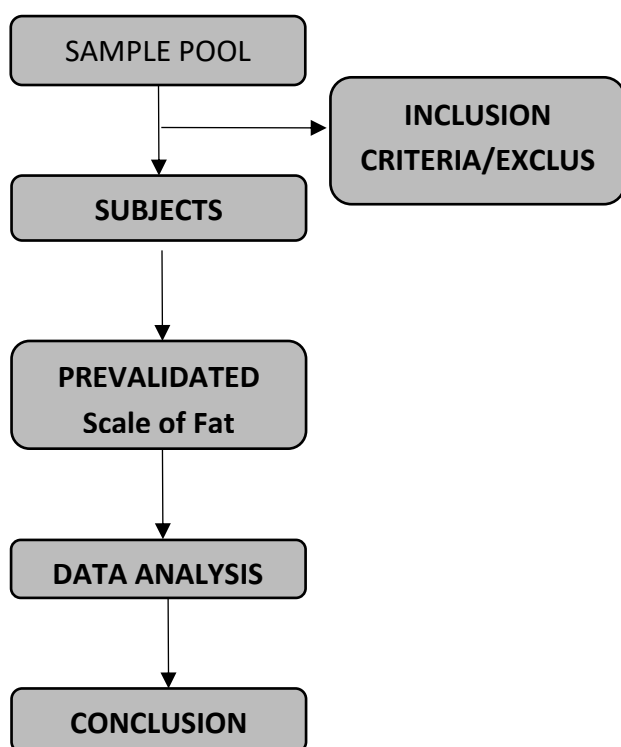 SAMPLE POOL
INCLUSION
CRITERIA/EXCLUS
SUBJECTS
PREVALIDATED
Scale of Fat
DATA ANALYSIS
CONCLUSION